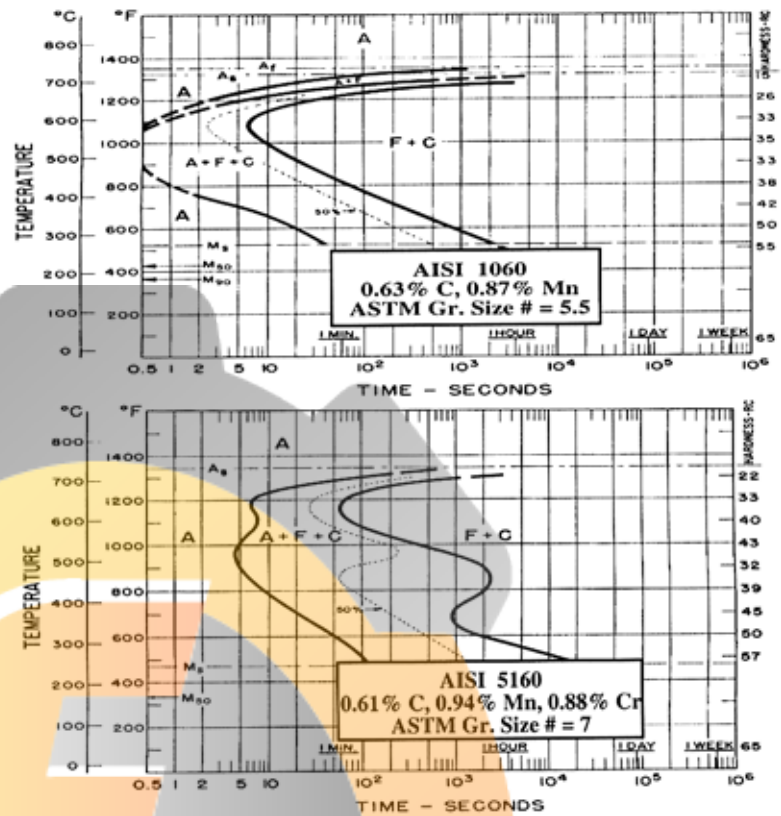 °C °F
HARDNESS-RC
800 1400 A
Af
As
700 A A+F
1200 26
600 33
1000 F + C 35
500 A+F+C 33
800 38
400 42
A 50% 50
600
300 Ms 55
M50
200 400 AISI 1060
M90 0.63% C, 0.87% Mn
ASTM Gr. Size # = 5.5
100 200
1 MIN. 1 HOUR 1 DAY 1 WEEK 65
0
0.5 1 2 5 10 10² 10³ 10⁴ 10⁵ 10⁶
TIME – SECONDS
TEMPERATURE
°C °F
HARDNESS-RC
800 A
1400
As 22
700
1200 33
600 A A+F+C F+C 40
1000 43
500 32
800 39
400 50% 45
600 50
300 57
Ms
AISI 5160
200 400 0.61% C, 0.94% Mn, 0.88% Cr
M50
ASTM Gr. Size # = 7
100 200
1 MIN. 1 HOUR 1 DAY 1 WEEK 65
0
0.5 1 2 5 10 10² 10³ 10⁴ 10⁵ 10⁶
TIME – SECONDS
TEMPERATURE